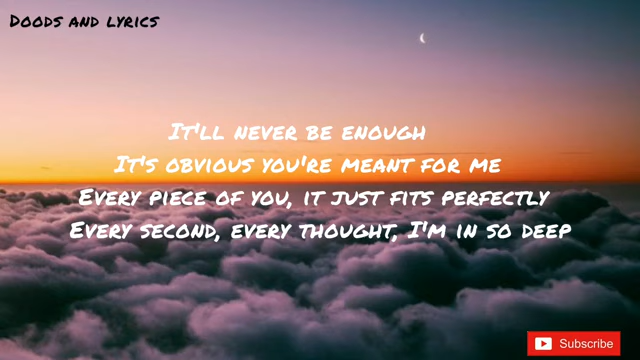 Doods and lyrics
It'll never be enough
It's obvious you're meant for me
Every piece of you, it just fits perfectly
Every second, every thought, I'm in so deep
Subscribe